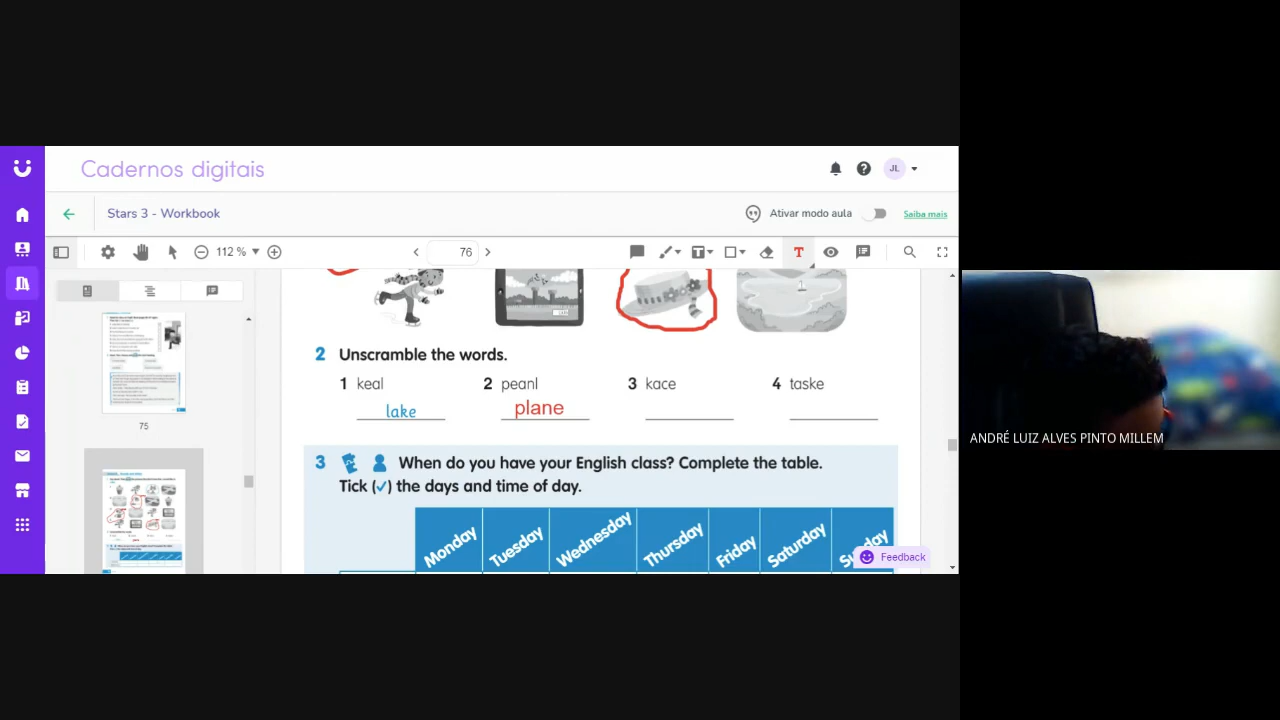 Cadernos digitais
JL
Stars 3 - Workbook
Ativar modo aula
Saiba mais
112 %
76
T
T
2 Unscramble the words.
1 keal 2 peanl 3 kace 4 taske
lake plane
75
3 When do you have your English class? Complete the table.
Tick (✓) the days and time of day.
Monday Tuesday Wednesday Thursday Friday Saturday Sunday
Feedback
ANDRÉ LUIZ ALVES PINTO MILLEM